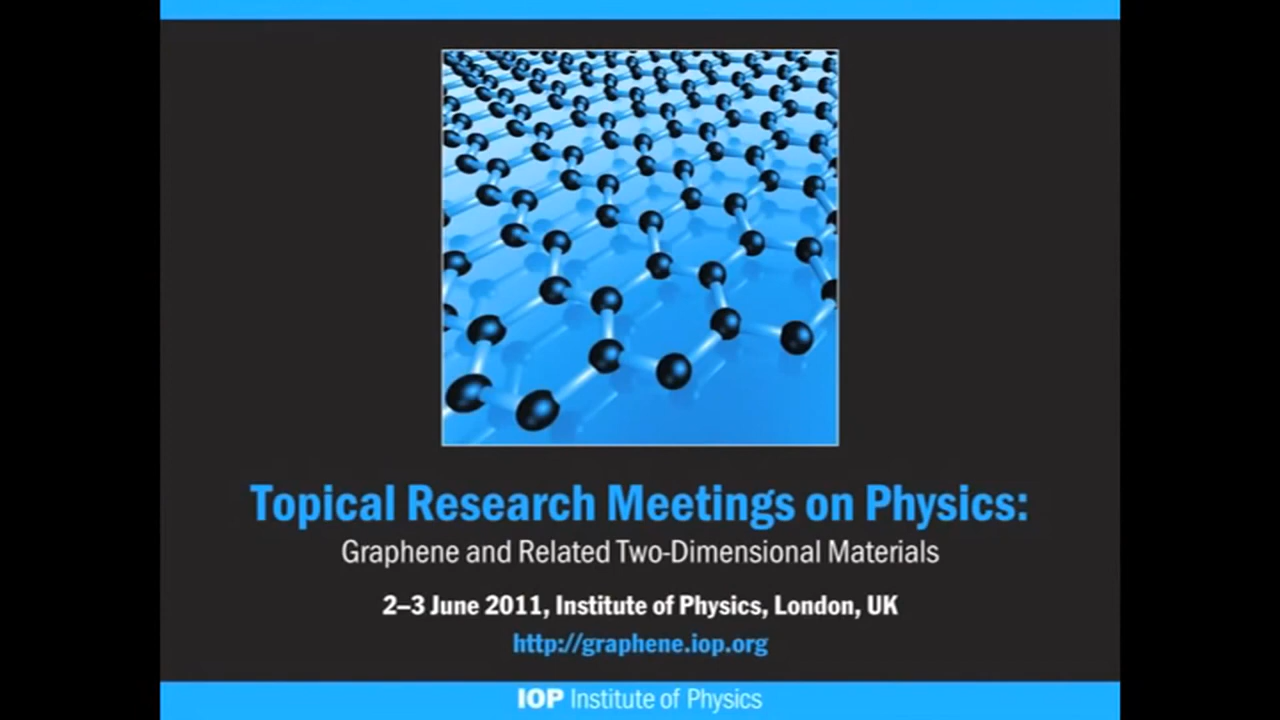 Topical Research Meetings on Physics:
Graphene and Related Two-Dimensional Materials
2–3 June 2011, Institute of Physics, London, UK
http://graphene.iop.org
IOP Institute of Physics